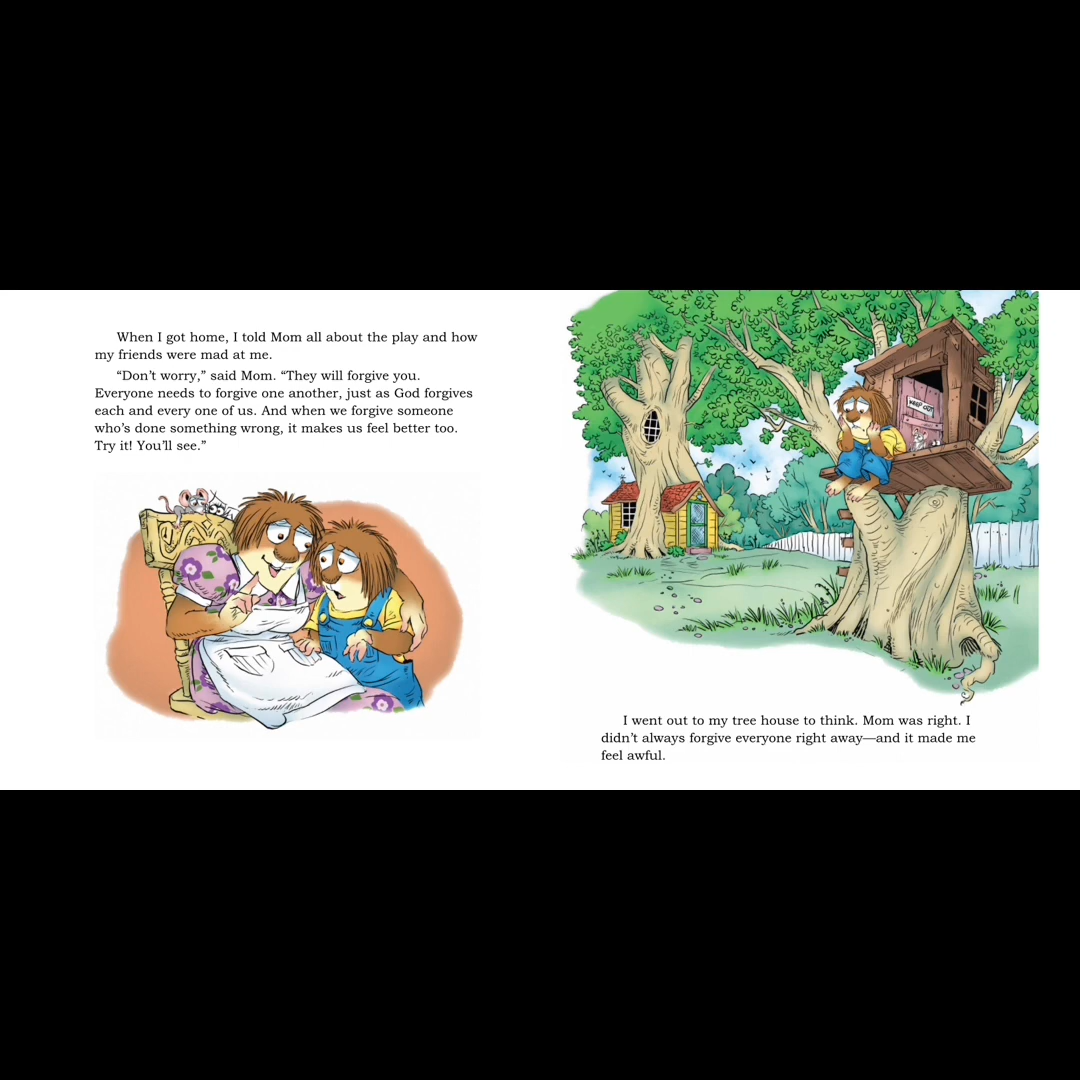 When I got home, I told Mom all about the play and how
my friends were mad at me.
“Don’t worry,” said Mom. “They will forgive you.
Everyone needs to forgive one another, just as God forgives
each and every one of us. And when we forgive someone
who’s done something wrong, it makes us feel better too.
Try it! You’ll see.”
KEEP OUT!
I went out to my tree house to think. Mom was right. I
didn’t always forgive everyone right away—and it made me
feel awful.